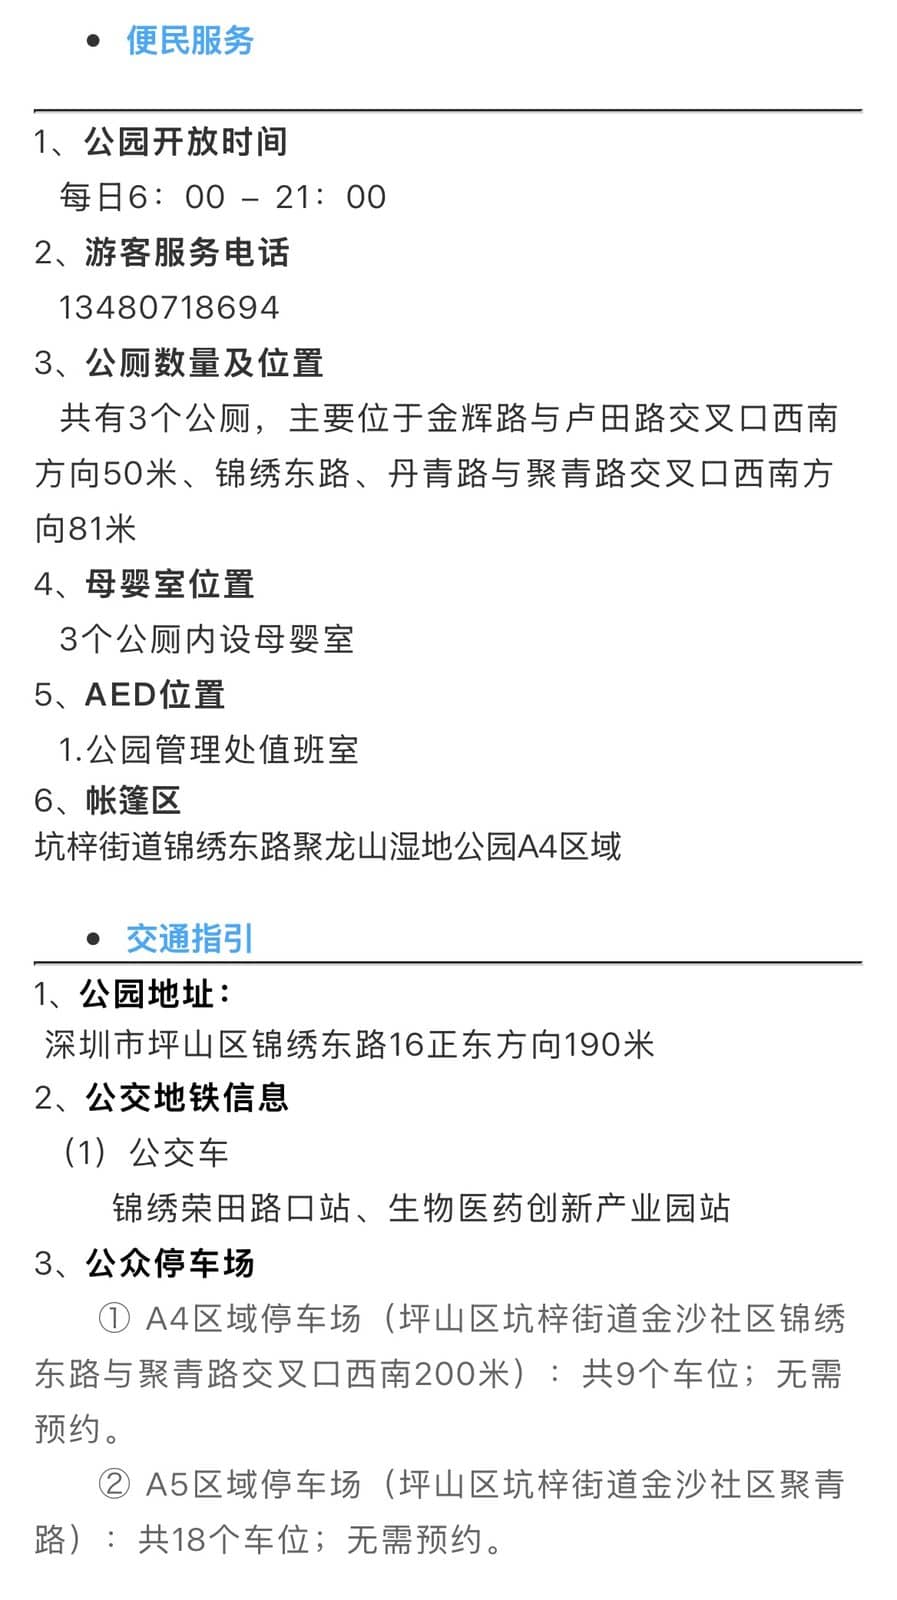 • 便民服务
1、公园开放时间
每日6：00 – 21：00
2、游客服务电话
13480718694
3、公厕数量及位置
共有3个公厕，主要位于金辉路与卢田路交叉口西南
方向50米、锦绣东路、丹青路与聚青路交叉口西南方
向81米
4、母婴室位置
3个公厕内设母婴室
5、AED位置
1.公园管理处值班室
6、帐篷区
坑梓街道锦绣东路聚龙山湿地公园A4区域
• 交通指引
1、公园地址：
深圳市坪山区锦绣东路16正东方向190米
2、公交地铁信息
（1）公交车
锦绣荣田路口站、生物医药创新产业园站
3、公众停车场
① A4区域停车场（坪山区坑梓街道金沙社区锦绣
东路与聚青路交叉口西南200米）：共9个车位；无需
预约。
② A5区域停车场（坪山区坑梓街道金沙社区聚青
路）：共18个车位；无需预约。